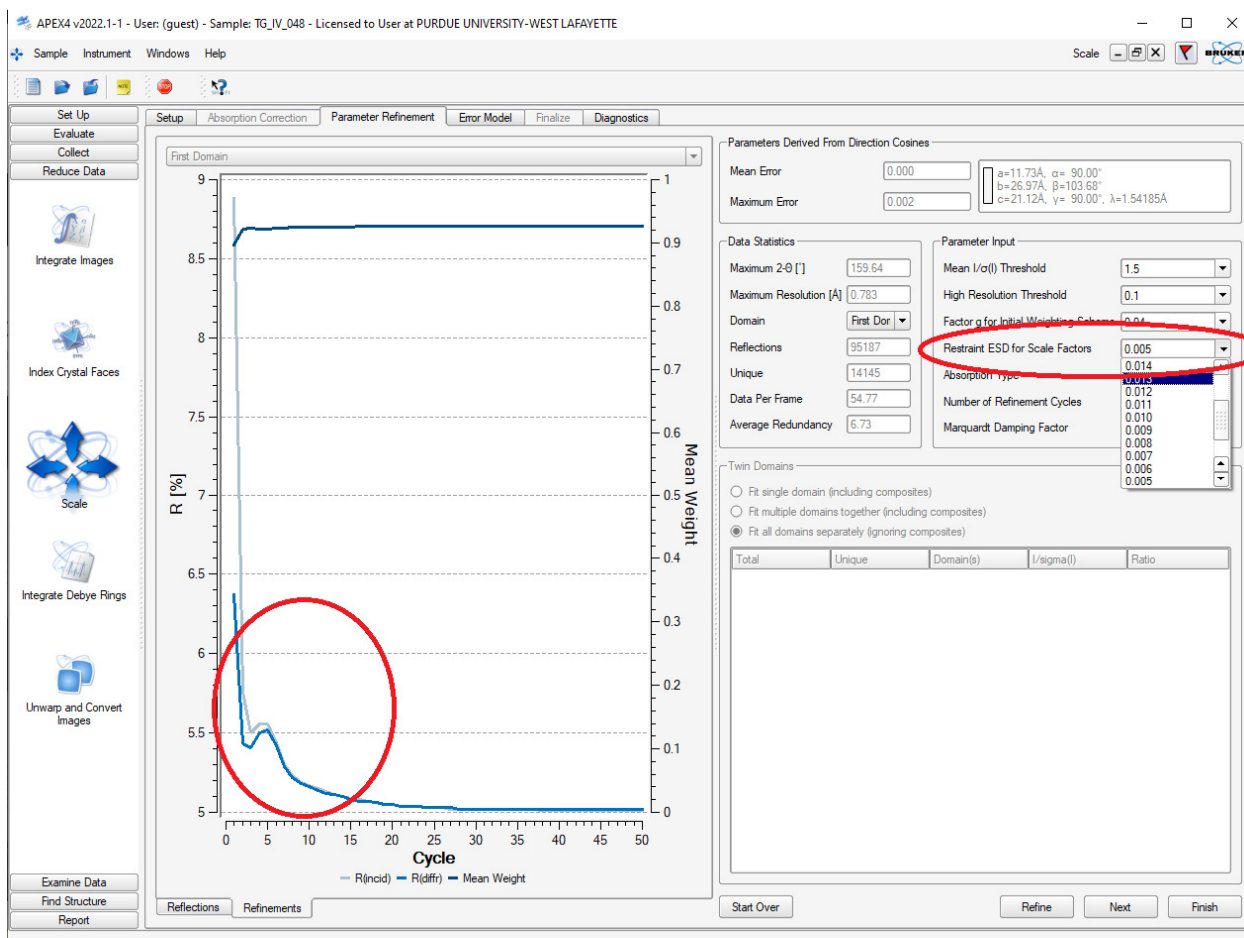 APEX4 v2022.1-1 - User: (guest) - Sample: TG_IV_048 - Licensed to User at PURDUE UNIVERSITY-WEST LAFAYETTE
Sample Instrument Windows Help Scale BRUKER
NOTE STOP
Set Up
Evaluate
Collect
Reduce Data
Integrate Images
Index Crystal Faces
Scale
Integrate Debye Rings
Unwarp and Convert
Images
Examine Data
Find Structure
Report
Setup Absorption Correction Parameter Refinement Error Model Finalize Diagnostics
First Domain
9 1
0.9
8.5
0.8
8
0.7
7.5
0.6
7 0.5
0.4
6.5
0.3
6
0.2
5.5
0.1
5 0
R [%]
Mean Weight
0 5 10 15 20 25 30 35 40 45 50
Cycle
R(incid) R(diffr) Mean Weight
Reflections Refinements
Parameters Derived From Direction Cosines
Mean Error 0.000
Maximum Error 0.002
a=11.73Å, α= 90.00°
b=26.97Å, β=103.68°
c=21.12Å, γ= 90.00°, λ=1.54185Å
Data Statistics
Maximum 2-Θ [°] 159.64
Maximum Resolution [Å] 0.783
Domain First Dor
Reflections 95187
Unique 14145
Data Per Frame 54.77
Average Redundancy 6.73
Parameter Input
Mean I/σ(I) Threshold 1.5
High Resolution Threshold 0.1
Factor g for Initial Weighting Scheme 0.04
Restraint ESD for Scale Factors 0.005
Absorption Type
Number of Refinement Cycles
Marquardt Damping Factor
0.014
0.013
0.012
0.011
0.010
0.009
0.008
0.007
0.006
0.005
Twin Domains
Fit single domain (including composites)
Fit multiple domains together (including composites)
Fit all domains separately (ignoring composites)
Total Unique Domain(s) I/sigma(I) Ratio
Start Over Refine Next Finish